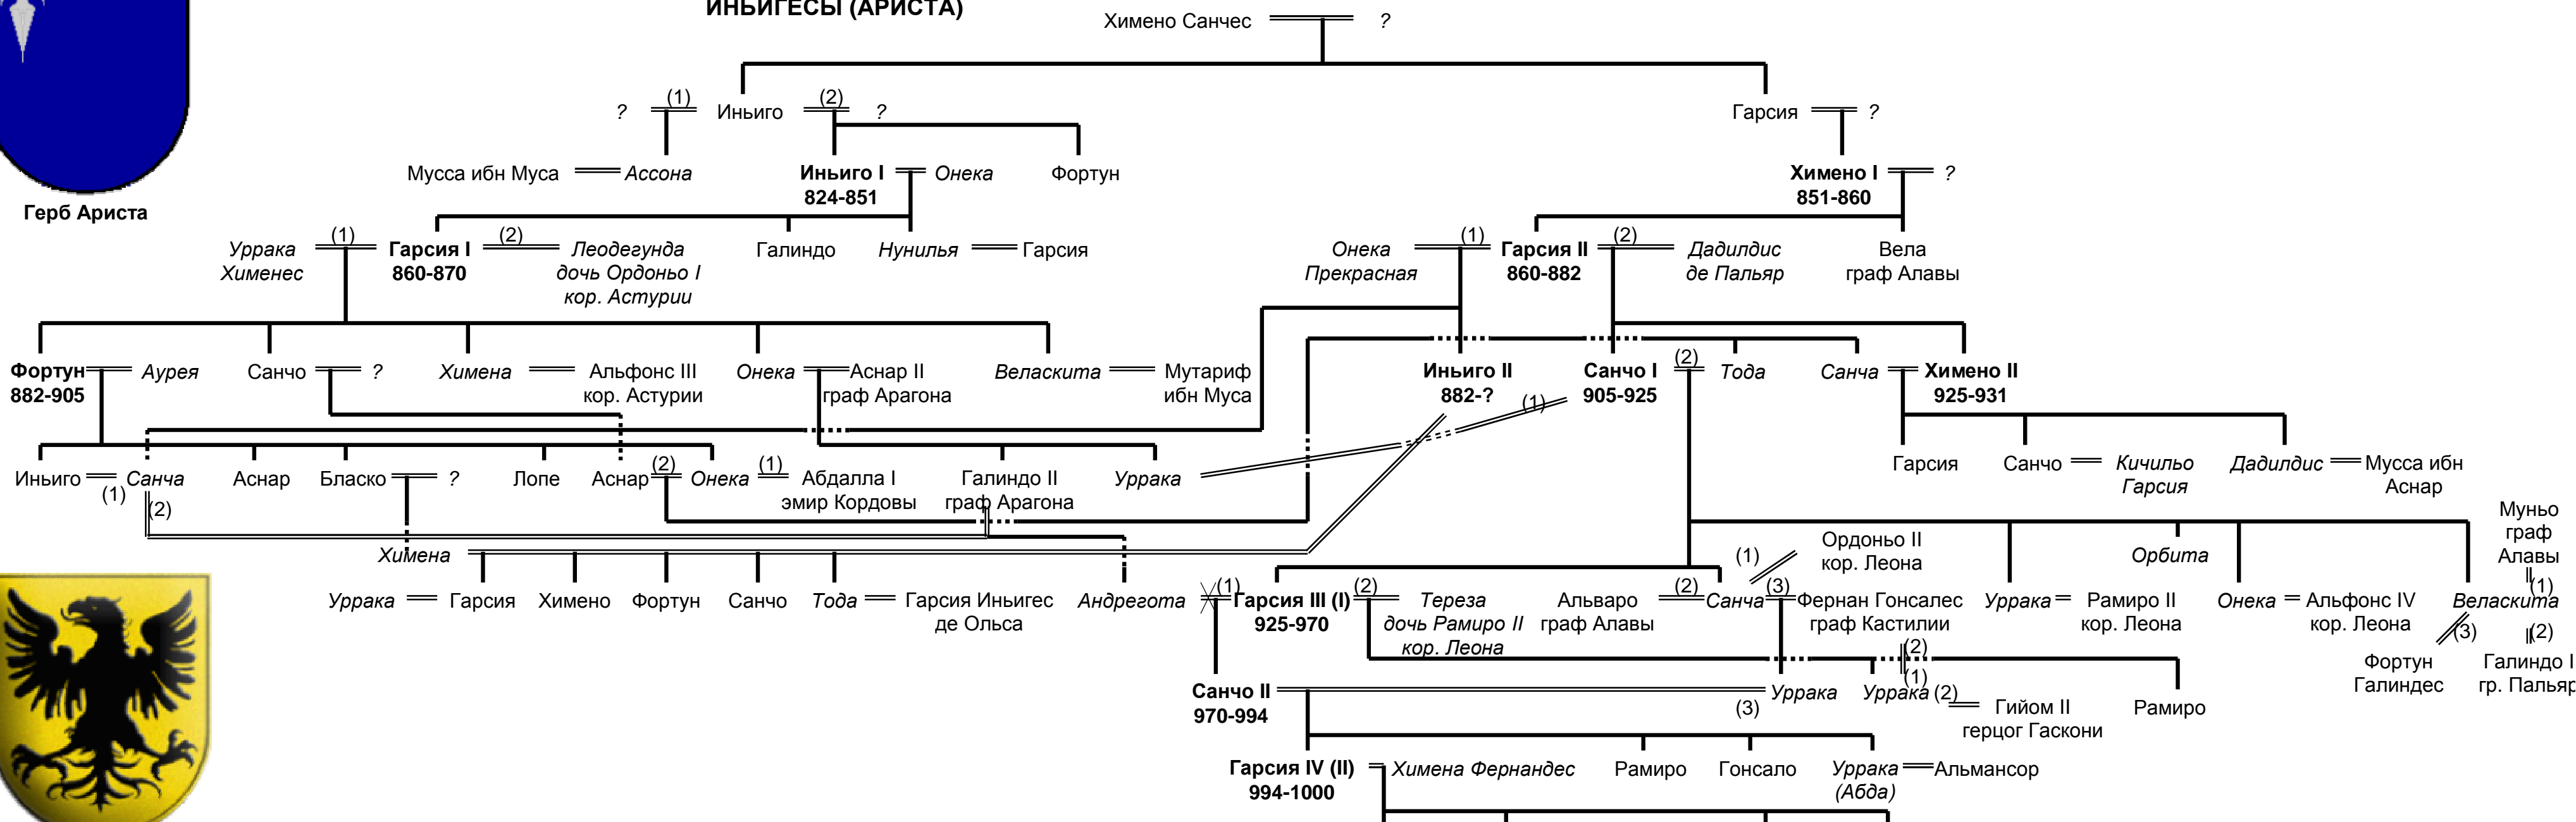 ИНЬИГЕСЫ (АРИСТА)
Химено Санчес ?
? (1) Иньиго (2) ? Гарсия ?
Мусса ибн Муса Ассона Иньиго I Онека Фортун Химено I ?
824-851 851-860
Герб Ариста
Уррака (1) Гарсия I (2) Леодегунда Галиндо Нунилья Гарсия Онека (1) Гарсия II (2) Дадилдис Вела
Хименес 860-870 дочь Ордоньо I Прекрасная 860-882 де Пальяр граф Алавы
кор. Астурии
Фортун Аурея Санчо ? Химена Альфонс III Онека Аснар II Веласкита Мутариф Иньиго II Санчо I (2) Тода Санча Химено II
882-905 кор. Астурии граф Арагона ибн Муса 882-? 905-925 925-931
(1)
Иньиго Санча Аснар Бласко ? Лопе Аснар (2) Онека (1) Абдалла I Галиндо II Уррака Гарсия Санчо Кичильо Дадилдис Мусса ибн
(1) (2) эмир Кордовы граф Арагона Гарсия Аснар
Муньо
граф
Алавы
Химена (1) Ордоньо II Орбита
кор. Леона
Уррака Гарсия Химено Фортун Санчо Тода Гарсия Иньигес Андрегота (1) Гарсия III (I) (2) Тереза Альваро (2) Санча (3) Фернан Гонсалес Уррака Рамиро II Онека Альфонс IV Веласкита (1)
де Ольса 925-970 дочь Рамиро II граф Алавы граф Кастилии кор. Леона кор. Леона (3) (2)
кор. Леона (2)
Фортун Галиндо I
Галиндес гр. Пальяр
(1)
Санчо II Уррака Уррака (2) Гийом II Рамиро
970-994 (3) герцог Гаскони
Гарсия IV (II) Химена Фернандес Рамиро Гонсало Уррака Альмансор
994-1000 (Абда)